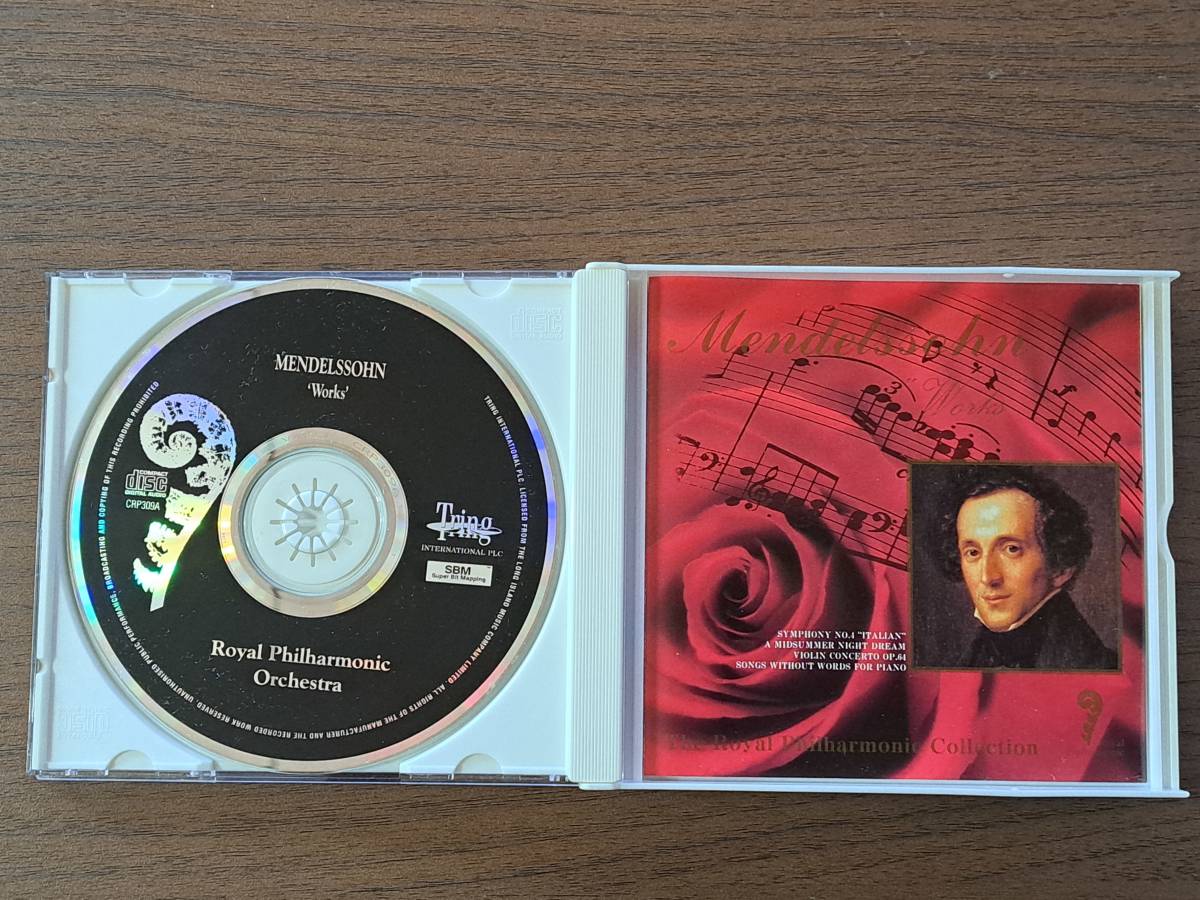 MENDELSSOHN
'Works'
COMPACT
disc
DIGITAL AUDIO
CRP309A
Tring
INTERNATIONAL PLC
SBM
Super Bit Mapping
Royal Philharmonic
Orchestra
TRING INTERNATIONAL PLC. LICENSED FROM THE LONG ISLAND MUSIC COMPANY LIMITED. ALL RIGHTS OF THE MANUFACTURER AND THE RECORDED WORK RESERVED. UNAUTHORISED PUBLIC PERFORMANCE, BROADCASTING AND COPYING OF THIS RECORDING PROHIBITED
disc
Mendelssohn
"Works
3
SYMPHONY NO.4 "ITALIAN"
A MIDSUMMER NIGHT DREAM
VIOLIN CONCERTO OP.64
SONGS WITHOUT WORDS FOR PIANO
The Royal Philharmonic Collection